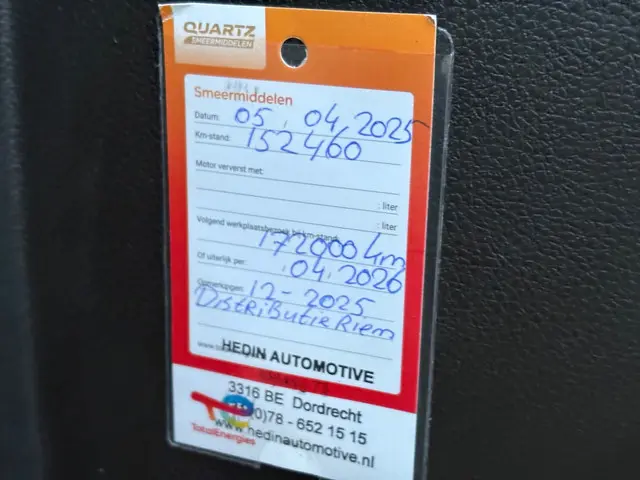 QUARTZ
SMEERMIDDELEN
Smeermiddelen
Datum: 05.04.2025
Km-stand: 152460
Motor ververst met:
: liter
: liter
Volgend werkplaatsbezoek bij km-stand:
172000 km
Of uiterlijk per: .04.2026
Opmerkingen: 12-2025
Distributie Riem
HEDIN AUTOMOTIVE
3316 BE Dordrecht
(0)78 - 652 15 15
www.hedinautomotive.nl
TotalEnergies